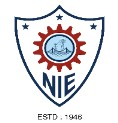 NIE
ESTD . 1946